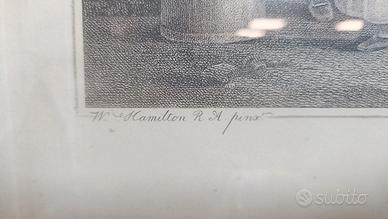 W. Hamilton R. A. pinx.
subito